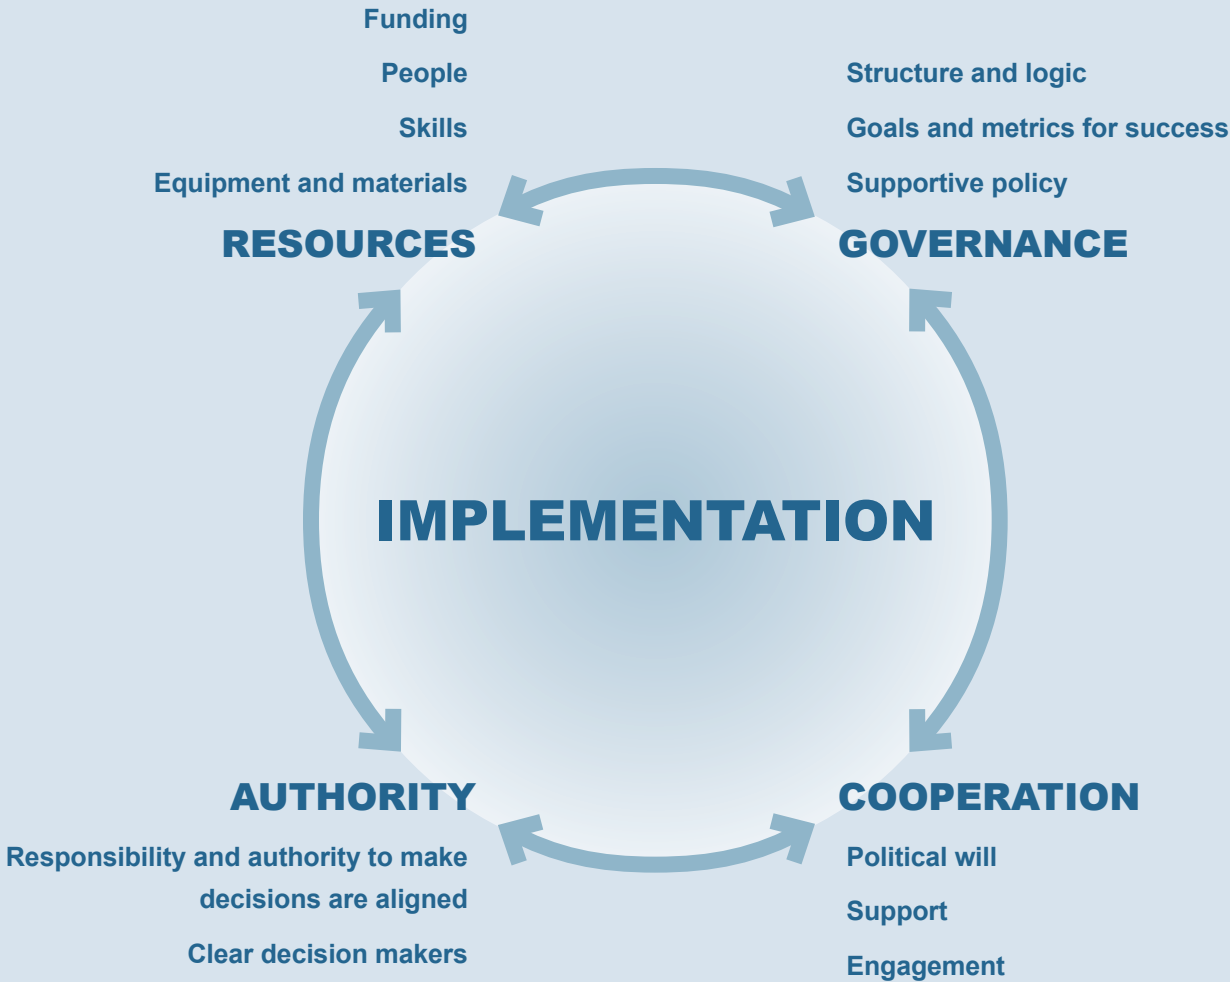 Funding
People
Skills
Equipment and materials
RESOURCES
Structure and logic
Goals and metrics for success
Supportive policy
GOVERNANCE
IMPLEMENTATION
AUTHORITY
Responsibility and authority to make
decisions are aligned
Clear decision makers
COOPERATION
Political will
Support
Engagement